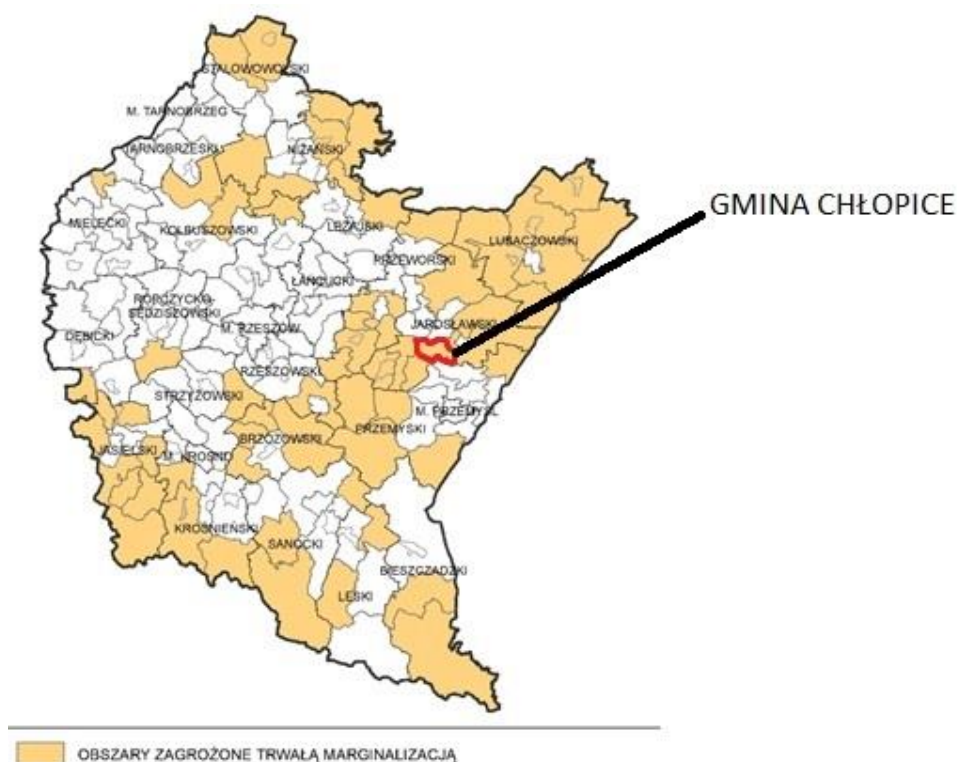 STALOWOWOLSKI
M. TARNOBRZEG
TARNOBRZESKI
NIŻAŃSKI
MIELECKI
KOLBUSZOWSKI
LEŻAJSKI
LUBACZOWSKI
GMINA CHŁOPICE
PRZEWORSKI
ŁAŃCUCKI
ROPCZYCKO-
SĘDZISZOWSKI
JAROSŁAWSKI
M. RZESZÓW
DĘBICKI
RZESZOWSKI
STRZYŻOWSKI
M. PRZEMYŚL
PRZEMYSKI
BRZOZOWSKI
JASIELSKI
M. KROSNO
KROŚNIEŃSKI
SANOCKI
BIESZCZADZKI
LESKI
OBSZARY ZAGROŻONE TRWAŁĄ MARGINALIZACJĄ